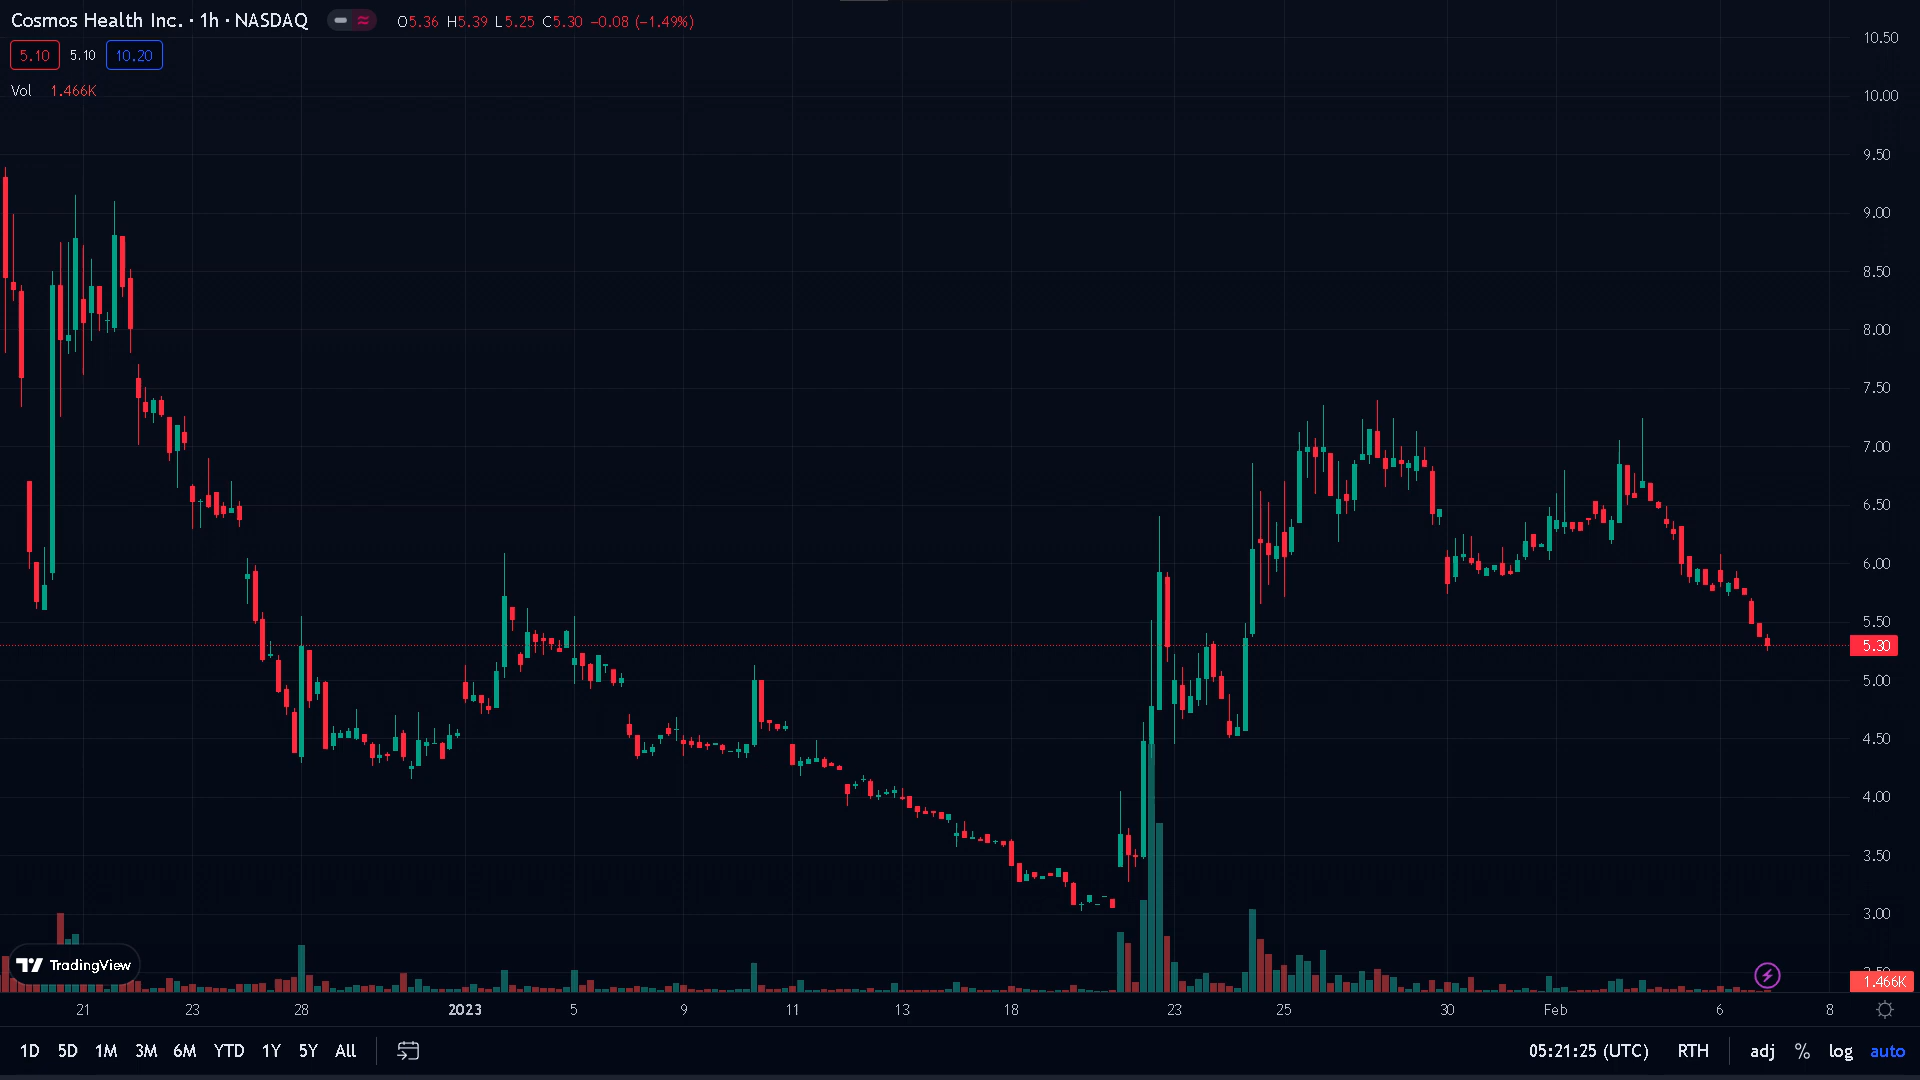 Cosmos Health Inc. · 1h · NASDAQ O5.36 H5.39 L5.25 C5.30 −0.08 (−1.49%)
5.10 5.10 10.20
Vol 1.466K
10.50
10.00
9.50
9.00
8.50
8.00
7.50
7.00
6.50
6.00
5.50
5.30
5.00
4.50
4.00
3.50
3.00
1.466K
TradingView
21 23 28 2023 5 9 11 13 18 23 25 30 Feb 6 8
1D 5D 1M 3M 6M YTD 1Y 5Y All 05:21:25 (UTC) RTH adj % log auto